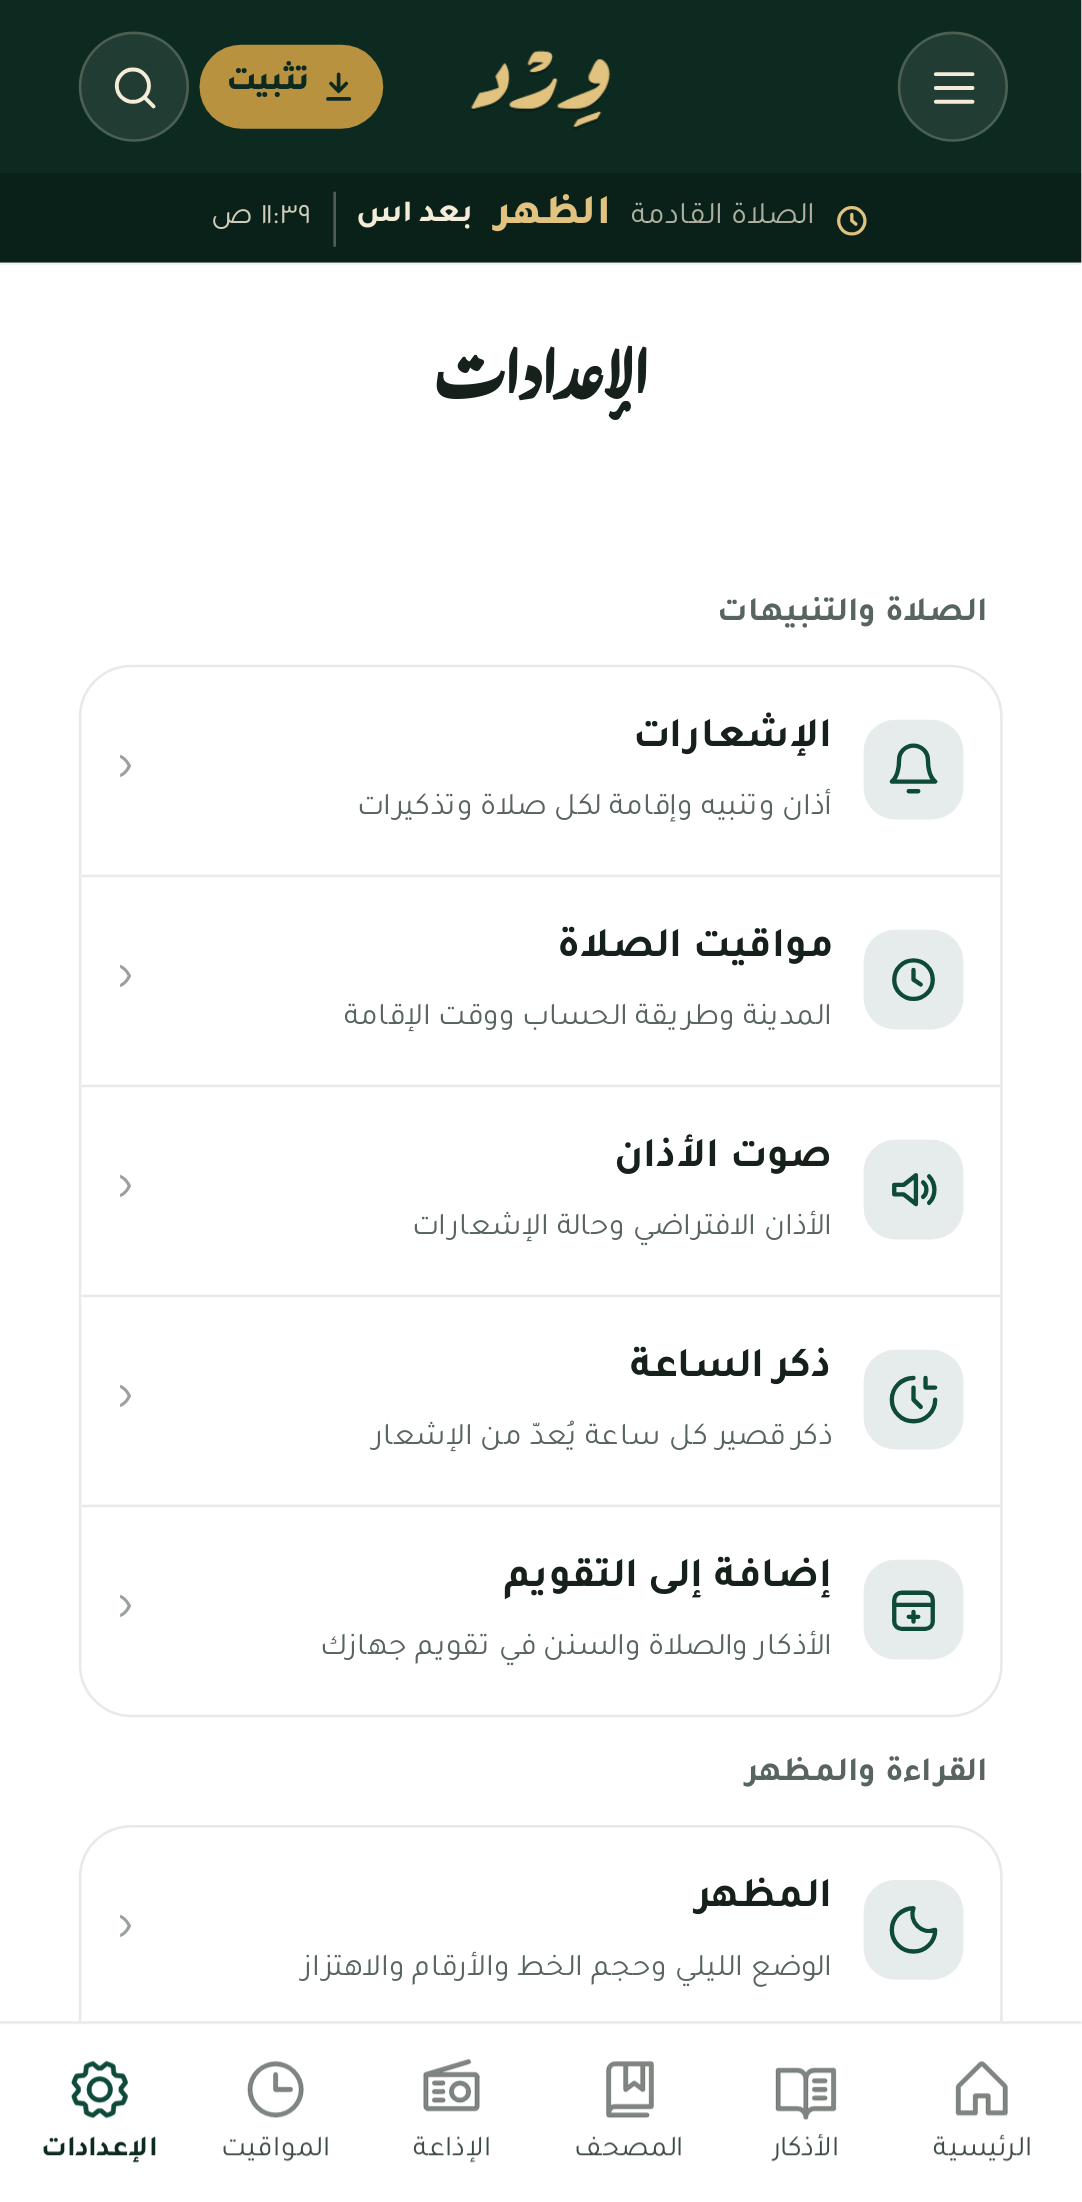 وِرْد
تثبيت
الصلاة القادمة الظهر بعد ١س ١١:٣٩ ص
الإعدادات
الصلاة والتنبيهات
الإشعارات
أذان وتنبيه وإقامة لكل صلاة وتذكيرات
مواقيت الصلاة
المدينة وطريقة الحساب ووقت الإقامة
صوت الأذان
الأذان الافتراضي وحالة الإشعارات
ذكر الساعة
ذكر قصير كل ساعة يُعدّ من الإشعار
إضافة إلى التقويم
الأذكار والصلاة والسنن في تقويم جهازك
القراءة والمظهر
المظهر
الوضع الليلي وحجم الخط والأرقام والاهتزاز
الرئيسية
الأذكار
المصحف
الإذاعة
المواقيت
الإعدادات